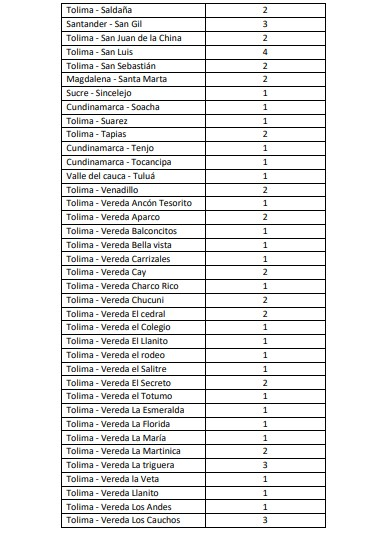 Tolima - Saldaña 2
Santander - San Gil 3
Tolima - San Juan de la China 2
Tolima - San Luis 4
Tolima - San Sebastián 2
Magdalena - Santa Marta 2
Sucre - Sincelejo 1
Cundinamarca - Soacha 1
Tolima - Suarez 1
Tolima - Tapias 2
Cundinamarca - Tenjo 1
Cundinamarca - Tocancipa 1
Valle del cauca - Tuluá 1
Tolima - Venadillo 2
Tolima - Vereda Ancón Tesorito 1
Tolima - Vereda Aparco 2
Tolima - Vereda Balconcitos 1
Tolima - Vereda Bella vista 1
Tolima - Vereda Carrizales 1
Tolima - Vereda Cay 2
Tolima - Vereda Charco Rico 1
Tolima - Vereda Chucuni 2
Tolima - Vereda El cedral 2
Tolima - Vereda el Colegio 1
Tolima - Vereda El Llanito 1
Tolima - Vereda el rodeo 1
Tolima - Vereda el Salitre 1
Tolima - Vereda El Secreto 2
Tolima - Vereda el Totumo 1
Tolima - Vereda La Esmeralda 1
Tolima - Vereda La Florida 1
Tolima - Vereda La María 1
Tolima - Vereda La Martinica 2
Tolima - Vereda La triguera 3
Tolima - Vereda la Veta 1
Tolima - Vereda Llanito 1
Tolima - Vereda Los Andes 1
Tolima - Vereda Los Cauchos 3